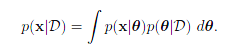 p(𝐱|𝒟) = ∫ p(𝐱|𝜽)p(𝜽|𝒟) d𝜽.